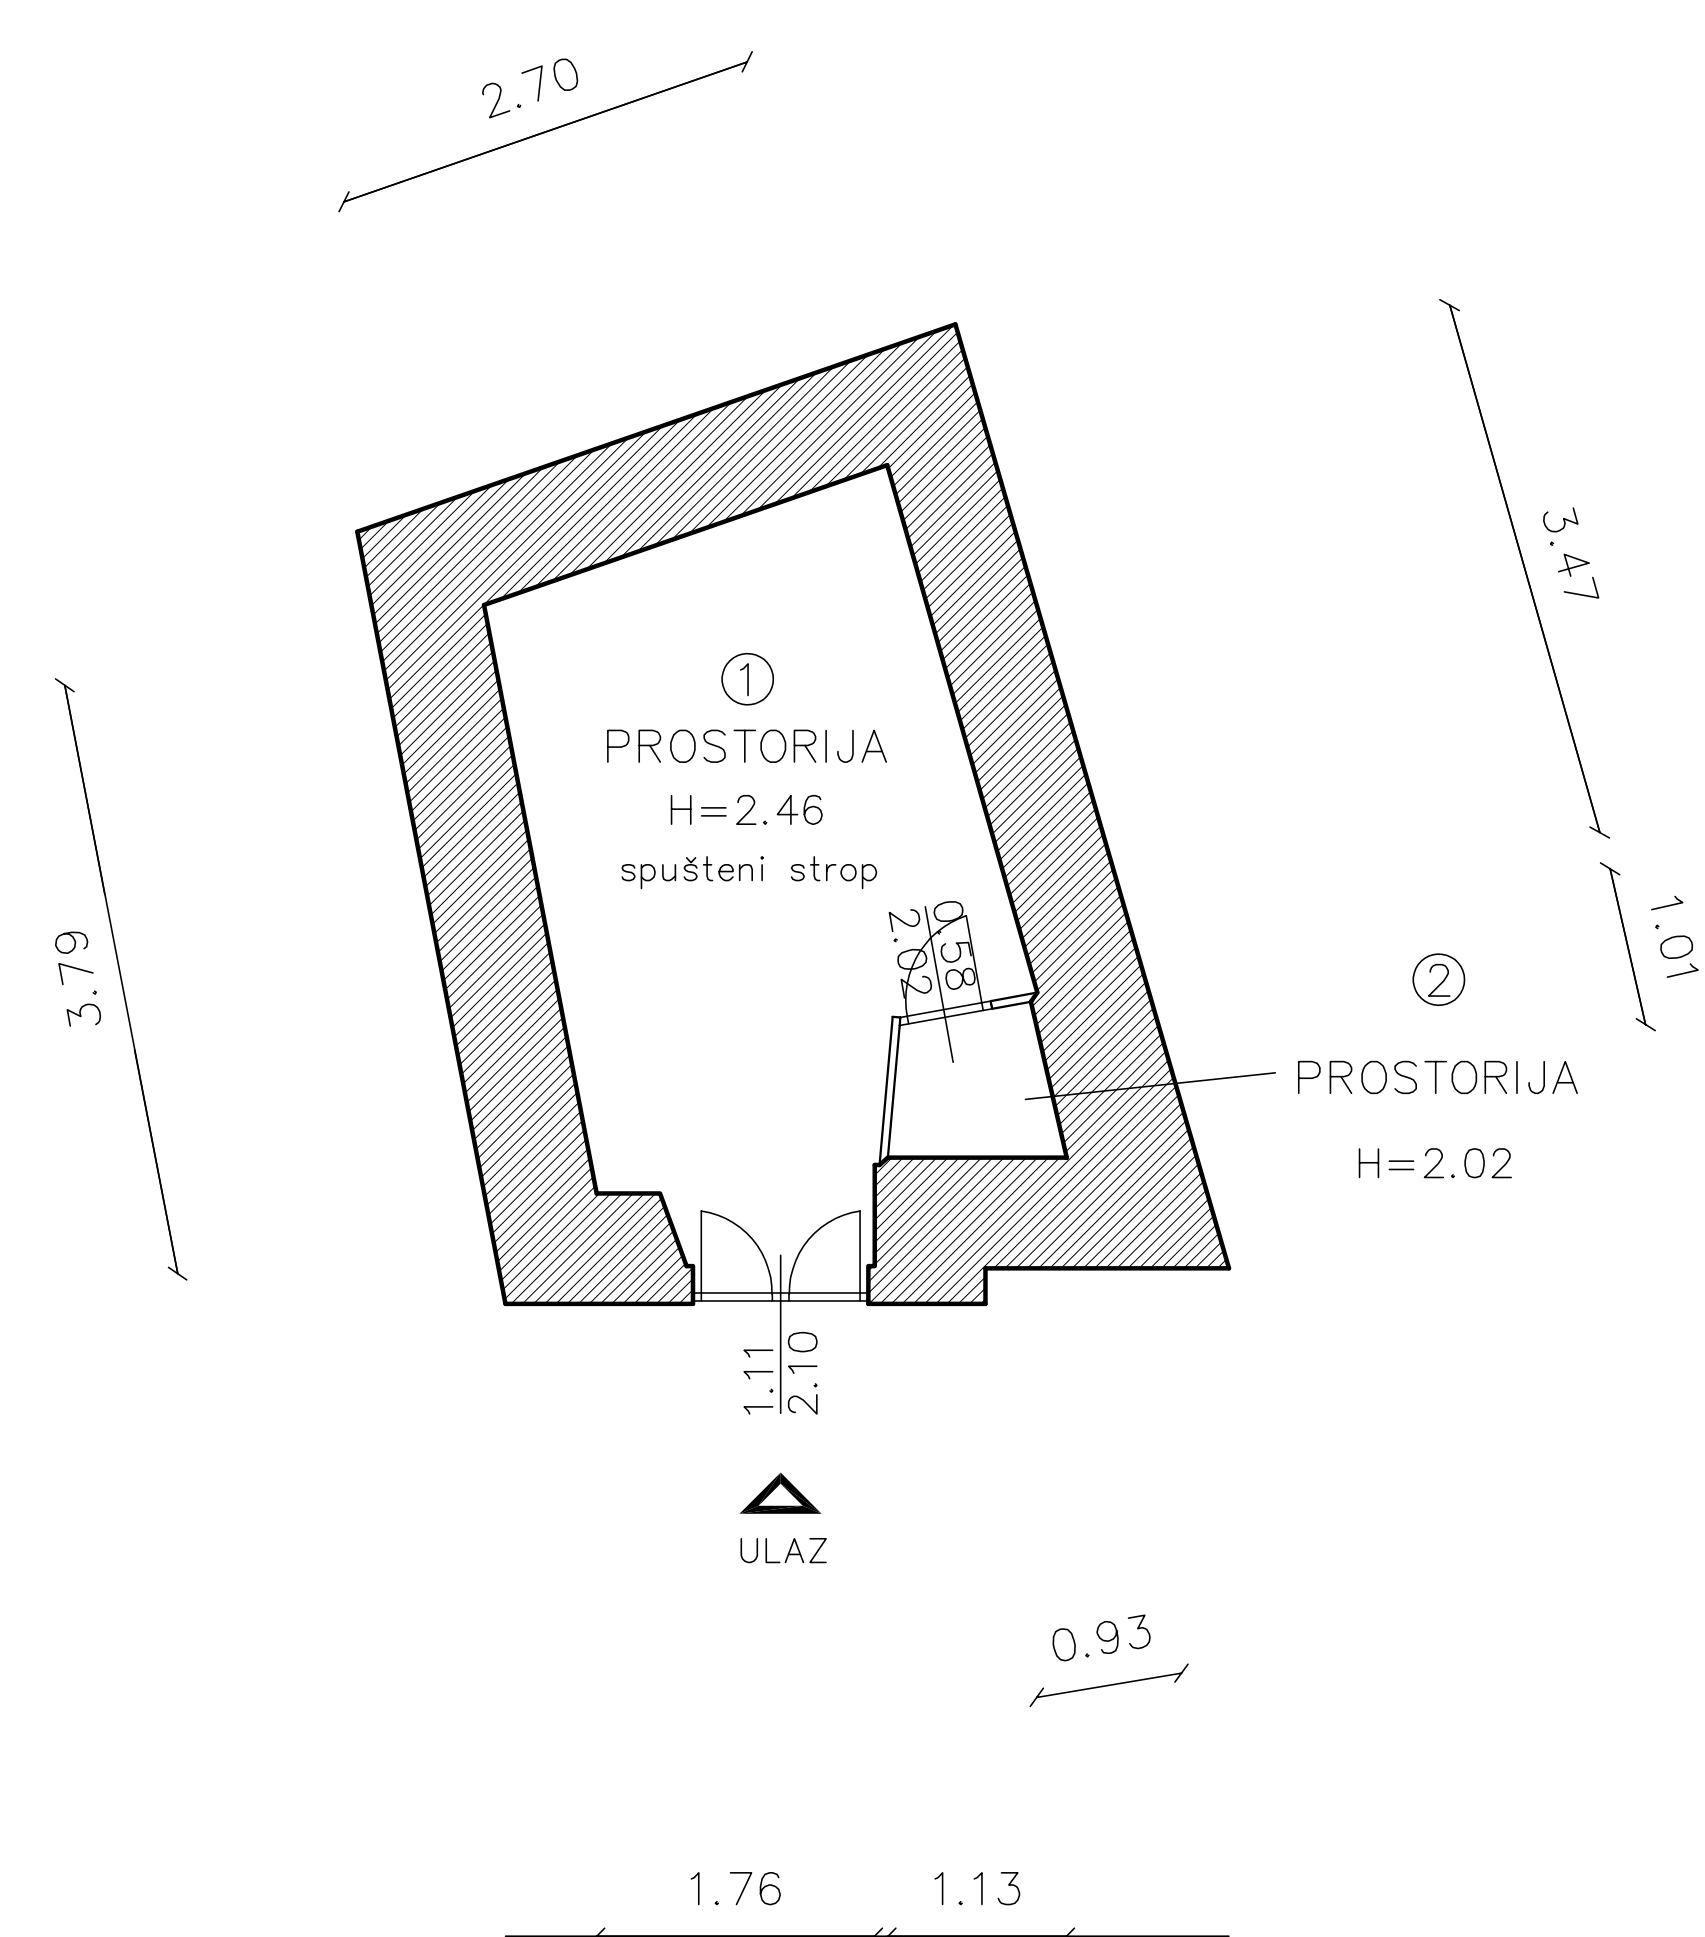 2.70
3.47
1
PROSTORIJA
H=2.46
spušteni strop
3.79
0.58
2.02
1.01
2
PROSTORIJA
H=2.02
1.11
2.10
ULAZ
0.93
1.76 1.13